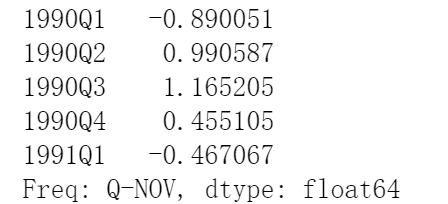 1990Q1   -0.890051
1990Q2    0.990587
1990Q3    1.165205
1990Q4    0.455105
1991Q1   -0.467067
Freq: Q-NOV, dtype: float64